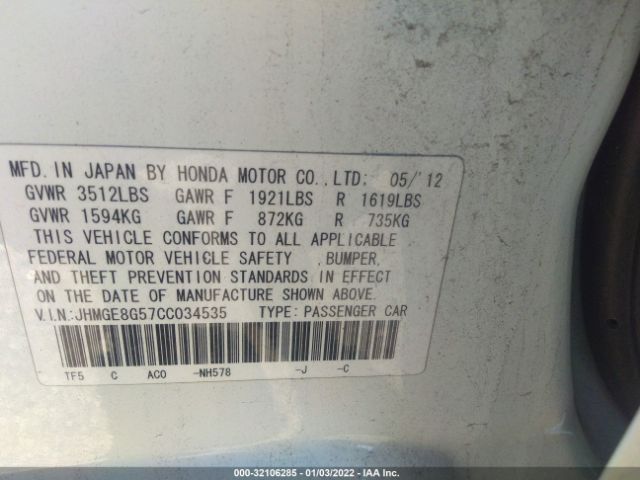 MFD. IN JAPAN BY HONDA MOTOR CO., LTD: 05/'12
GVWR 3512LBS GAWR F 1921LBS R 1619LBS
GVWR 1594KG GAWR F 872KG R 735KG
THIS VEHICLE CONFORMS TO ALL APPLICABLE
FEDERAL MOTOR VEHICLE SAFETY ,BUMPER,
AND THEFT PREVENTION STANDARDS IN EFFECT
ON THE DATE OF MANUFACTURE SHOWN ABOVE.
V.I.N.:JHMGE8G57CC034535 TYPE: PASSENGER CAR
TF5 C AC0 -NH578 -J -C
000-32106285 - 01/03/2022 - IAA Inc.